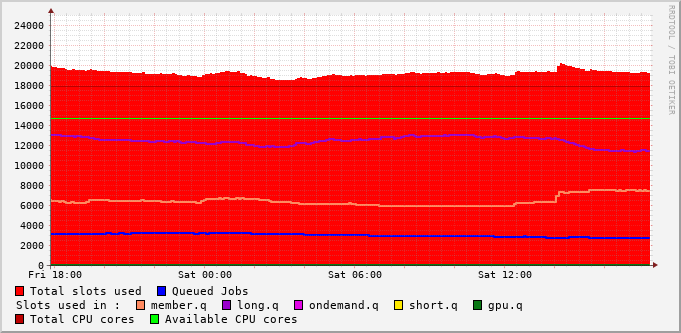 24000
22000
20000
18000
16000
14000
12000
10000
8000
6000
4000
2000
0
Fri 18:00 Sat 00:00 Sat 06:00 Sat 12:00
Total slots used Queued Jobs
Slots used in : member.q long.q ondemand.q short.q gpu.q
Total CPU cores Available CPU cores
RRDTOOL / TOBI OETIKER